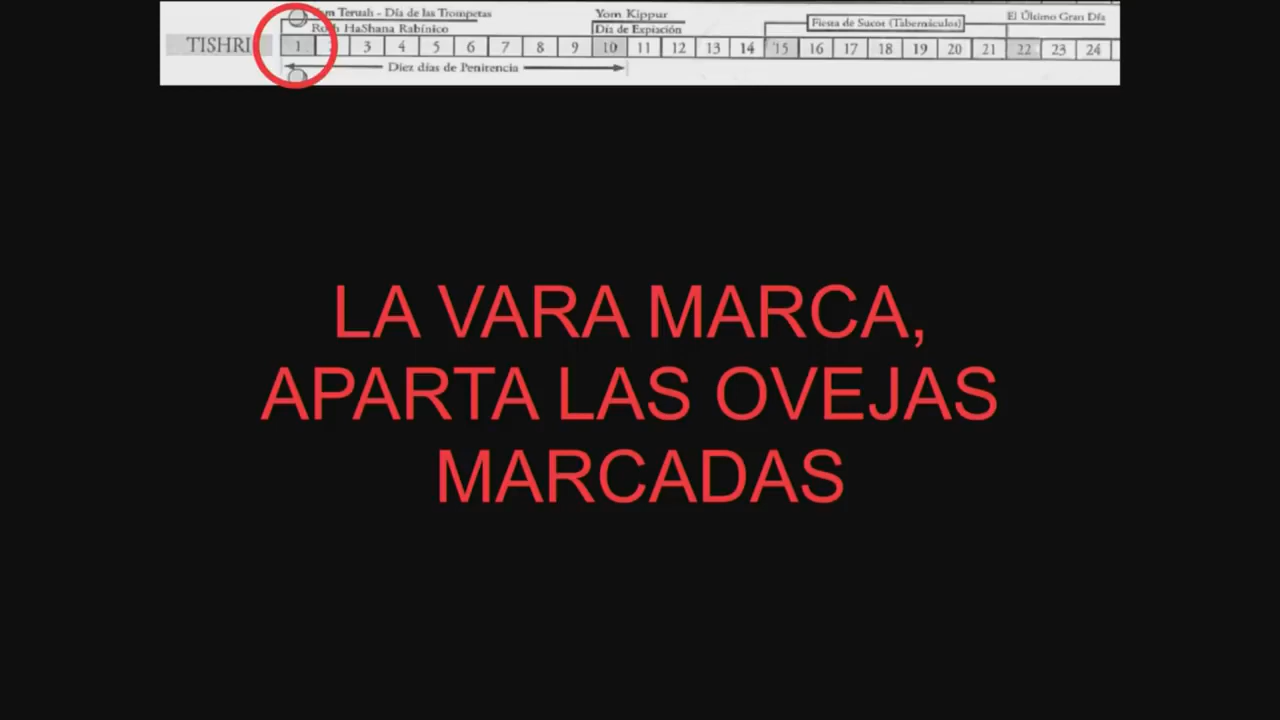 Yom Teruah - Día de las Trompetas
Yom Kippur
Fiesta de Sucot (Tabernáculos)
El Último Gran Día
Rosh HaShana Rabínico
Día de Expiación
TISHRI 1 2 3 4 5 6 7 8 9 10 11 12 13 14 15 16 17 18 19 20 21 22 23 24
Diez días de Penitencia
LA VARA MARCA,
APARTA LAS OVEJAS
MARCADAS